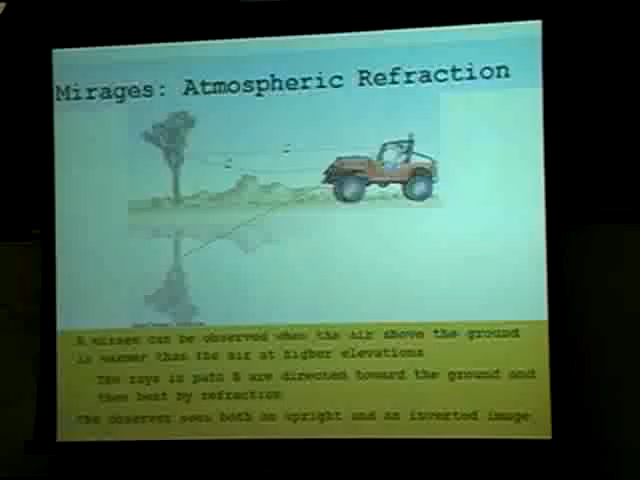 Mirages: Atmospheric Refraction
A mirage can be observed when the air above the ground
is warmer than the air at higher elevations
The rays in path B are directed toward the ground and
then bent by refraction
The observer sees both an upright and an inverted image